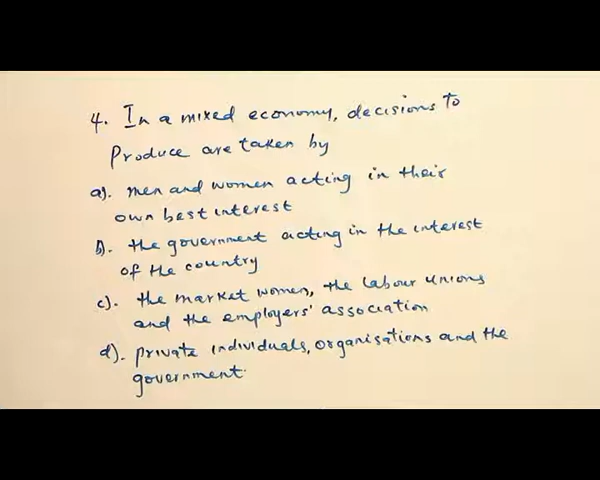 4. In a mixed economy, decisions to
Produce are taken by
a). men and women acting in their
own best interest
b). the government acting in the interest
of the country
c). the market women, the labour unions
and the employers' association
d). private individuals, organisations and the
government.